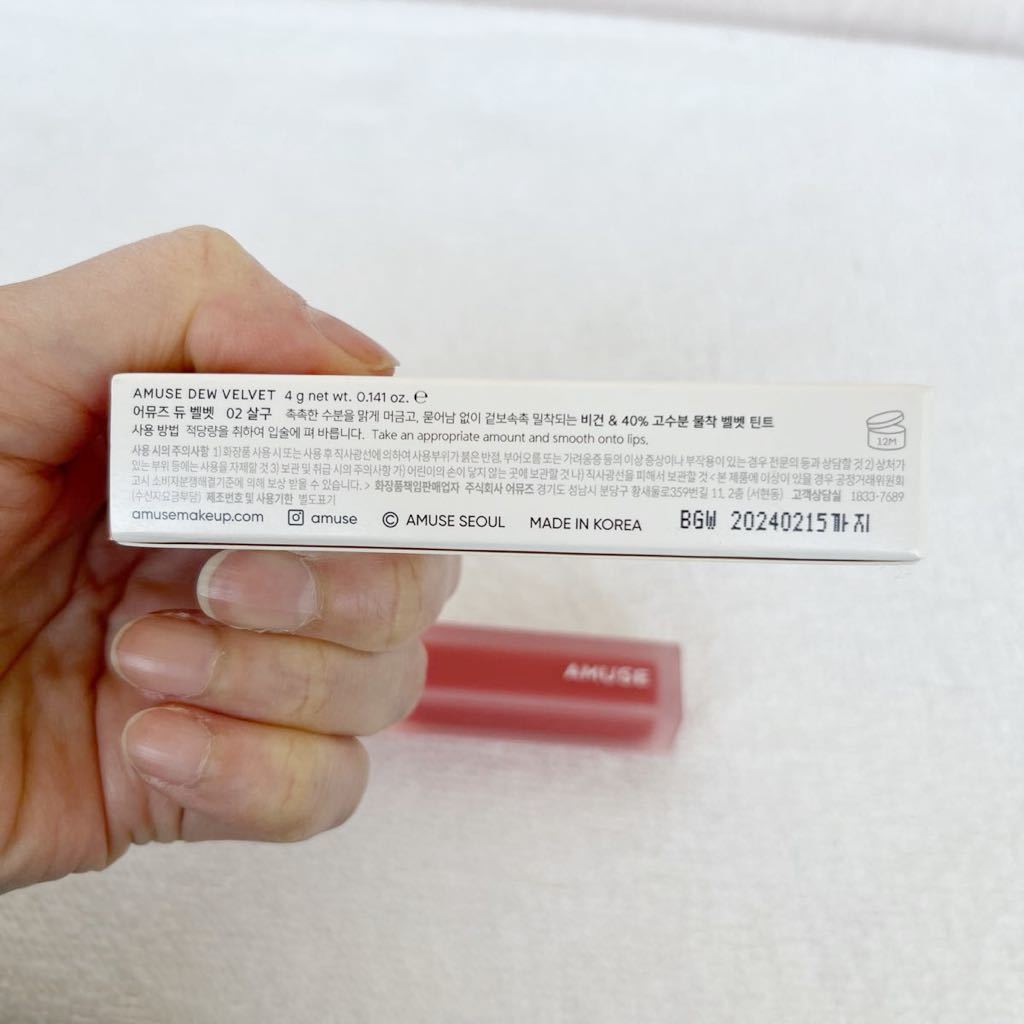 AMUSE DEW VELVET 4 g net wt. 0.141 oz. ℮
어뮤즈 듀 벨벳 02 살구 촉촉한 수분을 맑게 머금고, 묻어남 없이 겉보속촉 밀착되는 비건 & 40% 고수분 물착 벨벳 틴트
사용 방법 적당량을 취하여 입술에 펴 바릅니다. Take an appropriate amount and smooth onto lips.
12M
사용 시의 주의사항 1) 화장품 사용 시 또는 사용 후 직사광선에 의하여 사용부위가 붉은 반점, 부어오름 또는 가려움증 등의 이상 증상이나 부작용이 있는 경우 전문의 등과 상담할 것 2) 상처가
있는 부위 등에는 사용을 자제할 것 3) 보관 및 취급 시의 주의사항 가) 어린이의 손이 닿지 않는 곳에 보관할 것 나) 직사광선을 피해서 보관할 것 < 본 제품에 이상이 있을 경우 공정거래위원회
고시 소비자분쟁해결기준에 의해 보상 받을 수 있습니다. > 화장품책임판매업자 주식회사 어뮤즈 경기도 성남시 분당구 황새울로359번길 11, 2층 (서현동) 고객상담실 1833-7689
(수신자요금부담) 제조번호 및 사용기한 별도표기
amusemakeup.com amuse © AMUSE SEOUL MADE IN KOREA BGW 20240215까지
AMUSE